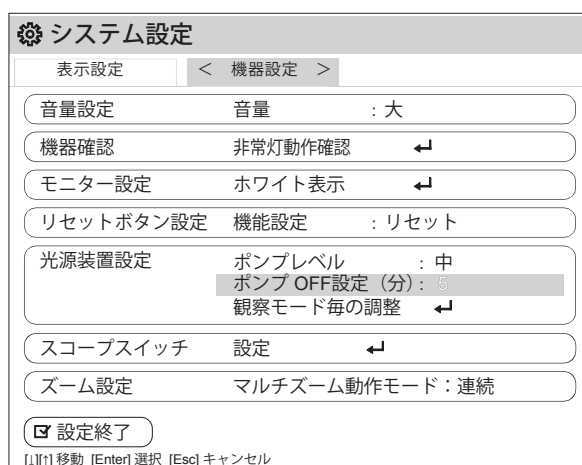 システム設定
表示設定 < 機器設定 >
音量設定 音量 : 大
機器確認 非常灯動作確認 ↵
モニター設定 ホワイト表示 ↵
リセットボタン設定 機能設定 : リセット
光源装置設定 ポンプレベル : 中
ポンプ OFF設定(分): 5
観察モード毎の調整 ↵
スコープスイッチ 設定 ↵
ズーム設定 マルチズーム動作モード:連続
設定終了
[↓][↑] 移動 [Enter] 選択 [Esc] キャンセル